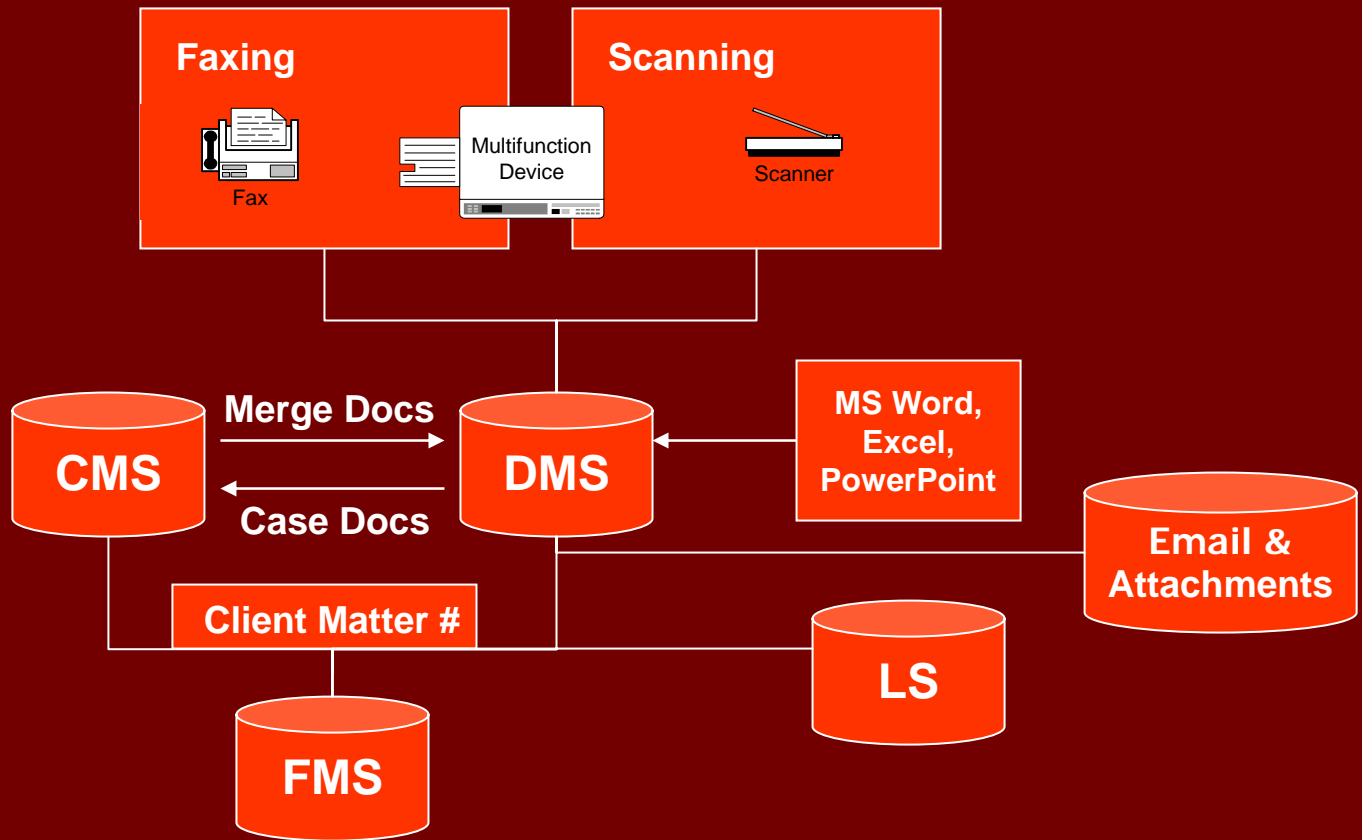 Faxing
Scanning
Multifunction
Device
Fax
Scanner
Merge Docs
CMS
DMS
Case Docs
MS Word,
Excel,
PowerPoint
Email &
Attachments
Client Matter #
LS
FMS